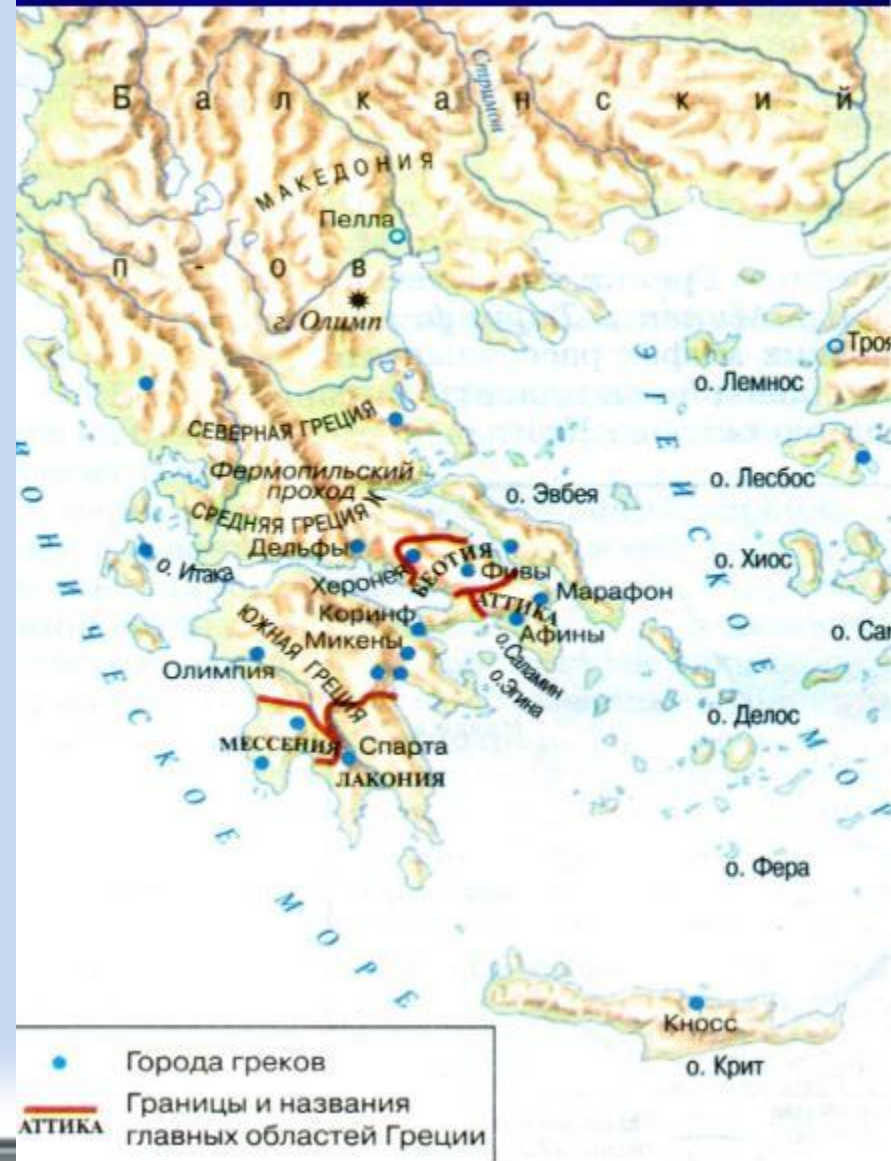 Балканский
п-ов
Стримон
МАКЕДОНИЯ
Пелла
г. Олимп
Троя
о. Лемнос
ЭГЕЙСКОЕ МОР
СЕВЕРНАЯ ГРЕЦИЯ
Фермопильский
проход
СРЕДНЯЯ ГРЕЦИЯ
о. Эвбея
о. Лесбос
Дельфы
о. Итака
Херонея
БЕОТИЯ
Фивы
о. Хиос
АТТИКА
Марафон
Коринф
Афины
Микены
ЮЖНАЯ ГРЕЦИЯ
Олимпия
о. Саламин
о. Эгина
о. Делос
МЕССЕНИЯ
Спарта
ЛАКОНИЯ
ИОНИЧЕСКОЕ МОРЕ
о. Фера
Кносс
о. Крит
Города греков
АТТИКА
Границы и названия
главных областей Греции